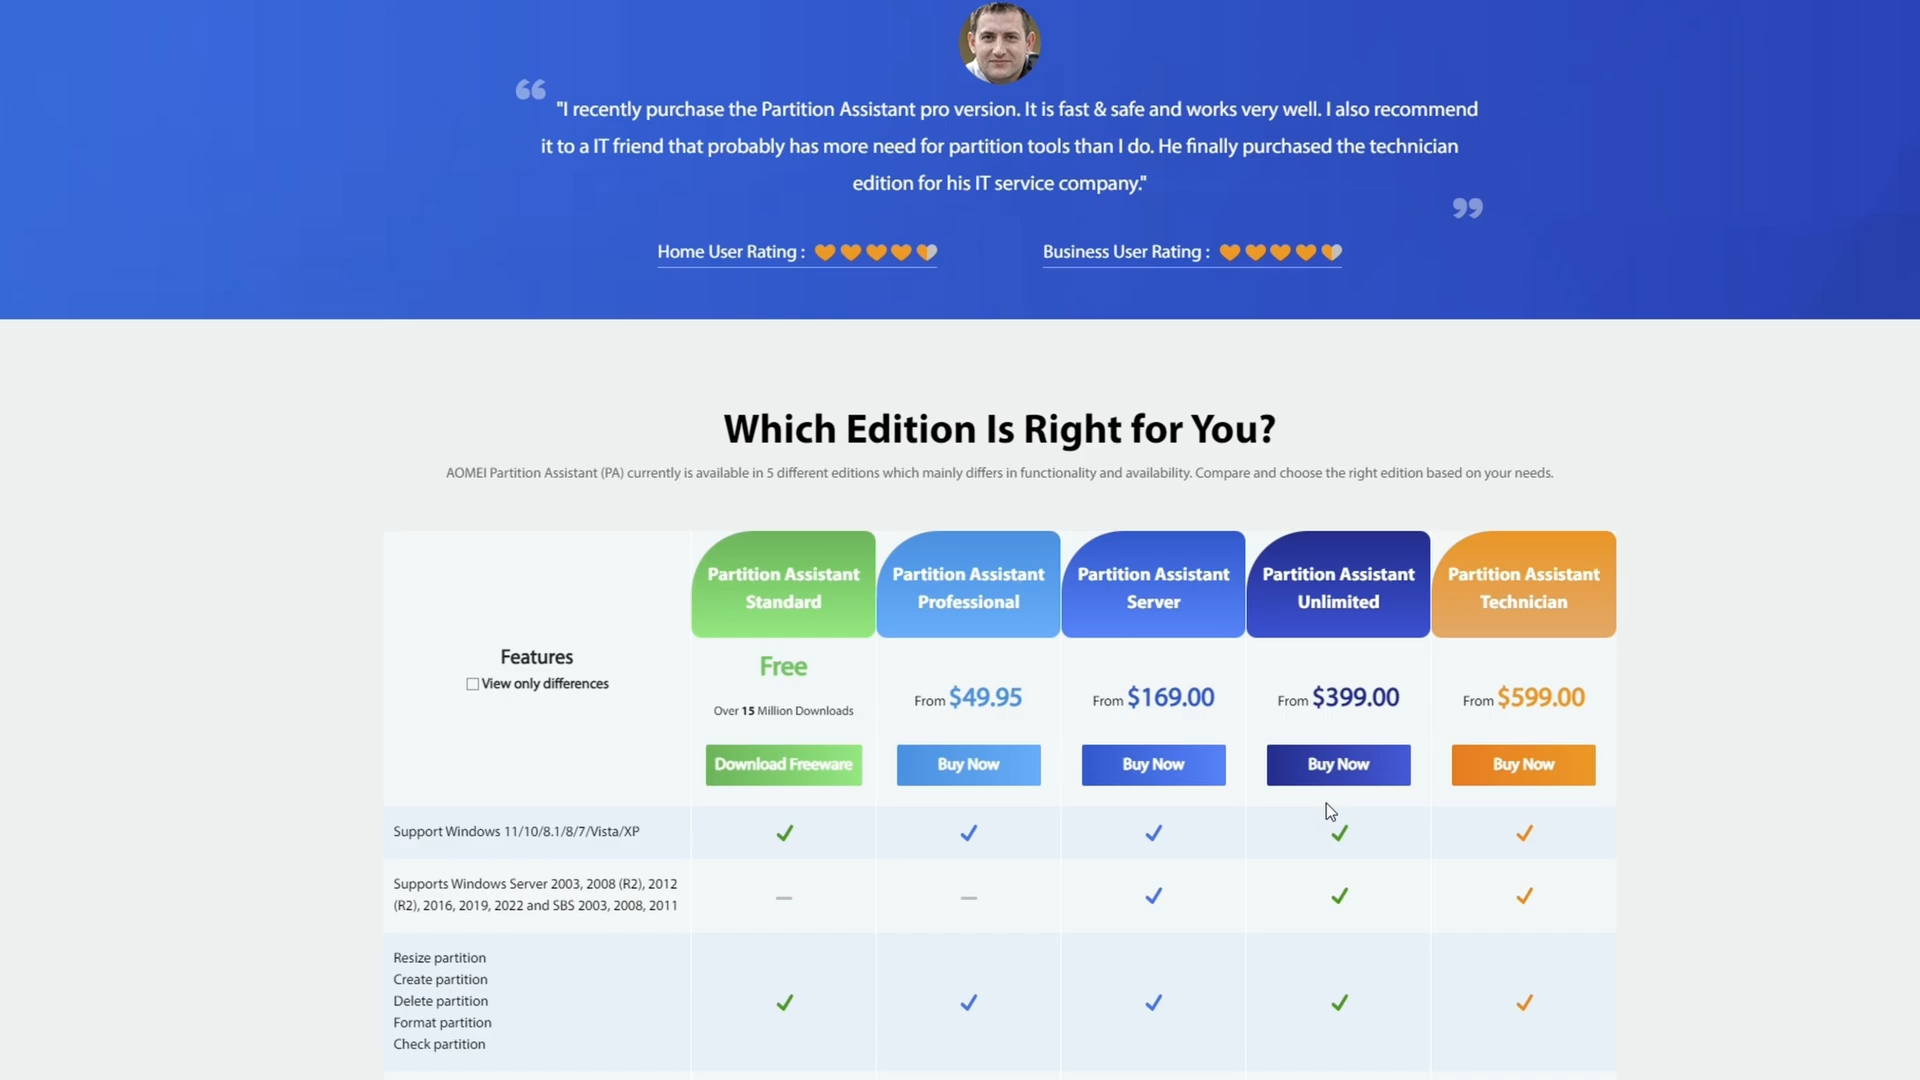 "I recently purchase the Partition Assistant pro version. It is fast & safe and works very well. I also recommend
it to a IT friend that probably has more need for partition tools than I do. He finally purchased the technician
edition for his IT service company."
Home User Rating :
Business User Rating :
Which Edition Is Right for You?
AOMEI Partition Assistant (PA) currently is available in 5 different editions which mainly differs in functionality and availability. Compare and choose the right edition based on your needs.
Features
View only differences
Partition Assistant
Standard
Free
Over 15 Million Downloads
Download Freeware
Partition Assistant
Professional
From $49.95
Buy Now
Partition Assistant
Server
From $169.00
Buy Now
Partition Assistant
Unlimited
From $399.00
Buy Now
Partition Assistant
Technician
From $599.00
Buy Now
Support Windows 11/10/8.1/8/7/Vista/XP
Supports Windows Server 2003, 2008 (R2), 2012
(R2), 2016, 2019, 2022 and SBS 2003, 2008, 2011
Resize partition
Create partition
Delete partition
Format partition
Check partition